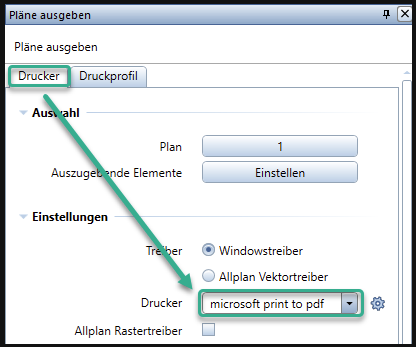 Pläne ausgeben
Pläne ausgeben
Drucker Druckprofil
Auswahl
Plan 1
Auszugebende Elemente Einstellen
Einstellungen
Treiber Windowstreiber
Allplan Vektortreiber
Drucker microsoft print to pdf
Allplan Rastertreiber